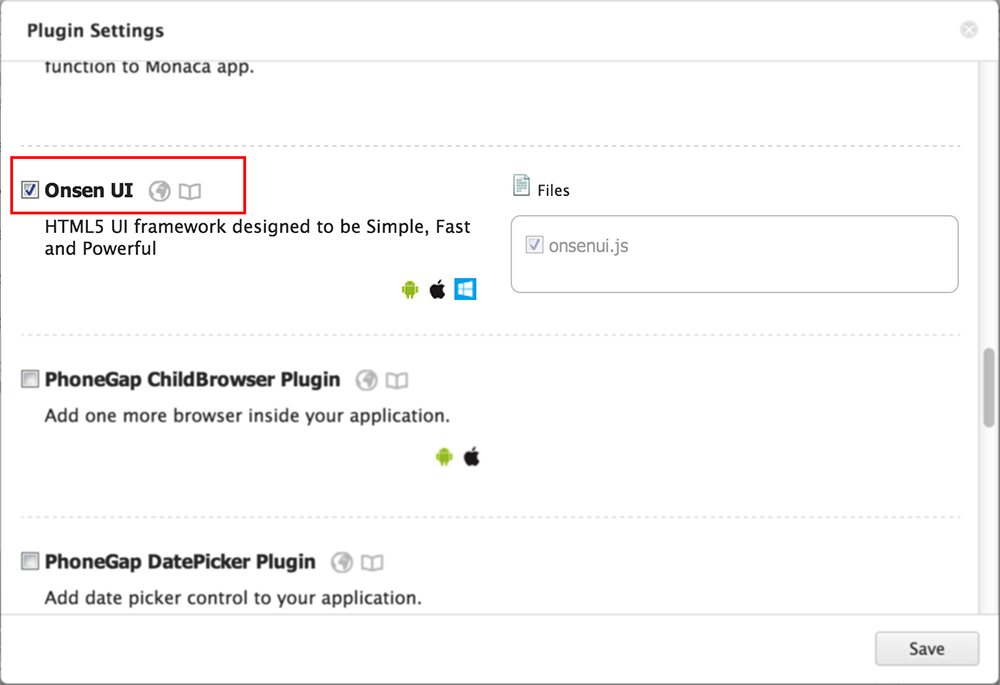 Plugin Settings
function to Monaca app.
Onsen UI
Files
HTML5 UI framework designed to be Simple, Fast
and Powerful
onsenui.js
PhoneGap ChildBrowser Plugin
Add one more browser inside your application.
PhoneGap DatePicker Plugin
Add date picker control to your application.
Save